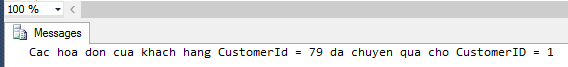 100 %
Messages
Cac hoa don cua khach hang CustomerId = 79 da chuyen qua cho CustomerID = 1